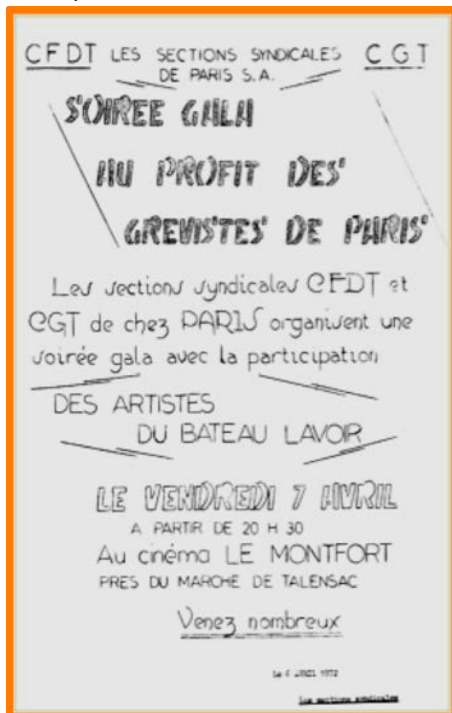 CFDT LES SECTIONS SYNDICALES CGT
DE PARIS S.A.
SOIREE GALA
AU PROFIT DES
GREVISTES DE PARIS
Les sections syndicales CFDT et
CGT de chez PARIS organisent une
soirée gala avec la participation
DES ARTISTES
DU BATEAU LAVOIR
LE VENDREDI 7 AVRIL
A PARTIR DE 20 H 30
Au cinéma LE MONTFORT
PRES DU MARCHE DE TALENSAC
Venez nombreux
Le 6 AVRIL 1972
Les sections syndicales